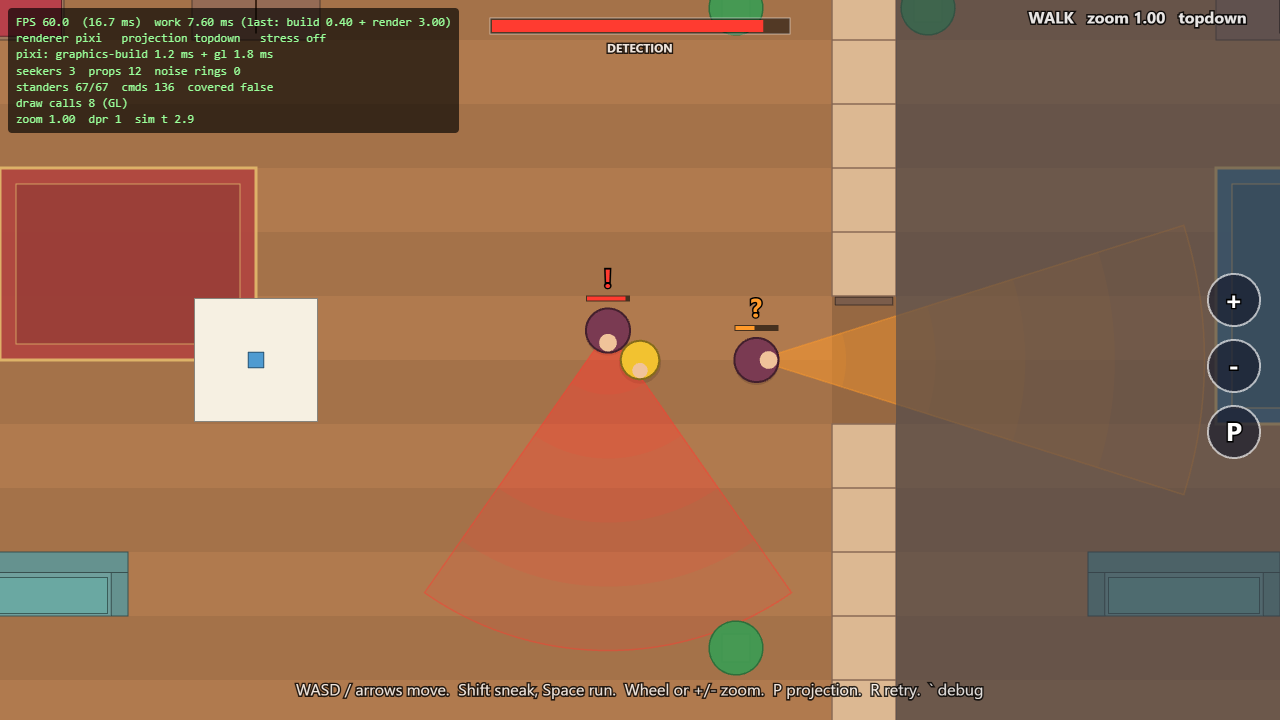 FPS 60.0 (16.7 ms) work 7.60 ms (last: build 0.40 + render 3.00)
renderer pixi projection topdown stress off
pixi: graphics-build 1.2 ms + gl 1.8 ms
seekers 3 props 12 noise rings 0
standers 67/67 cmds 136 covered false
draw calls 8 (GL)
zoom 1.00 dpr 1 sim t 2.9
DETECTION
WALK zoom 1.00 topdown
!
?
+
-
P
WASD / arrows move. Shift sneak, Space run. Wheel or +/- zoom. P projection. R retry. ` debug